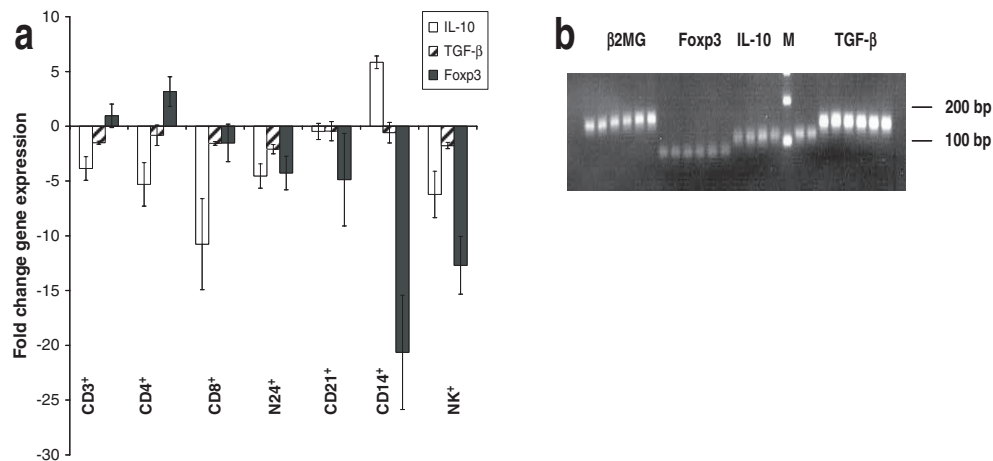 a
10
5
0
-5
-10
-15
-20
-25
-30
Fold change gene expression
IL-10
TGF-β
Foxp3
CD3+
CD4+
CD8+
N24+
CD21+
CD14+
NK+
b
β2MG Foxp3 IL-10 M TGF-β
200 bp
100 bp